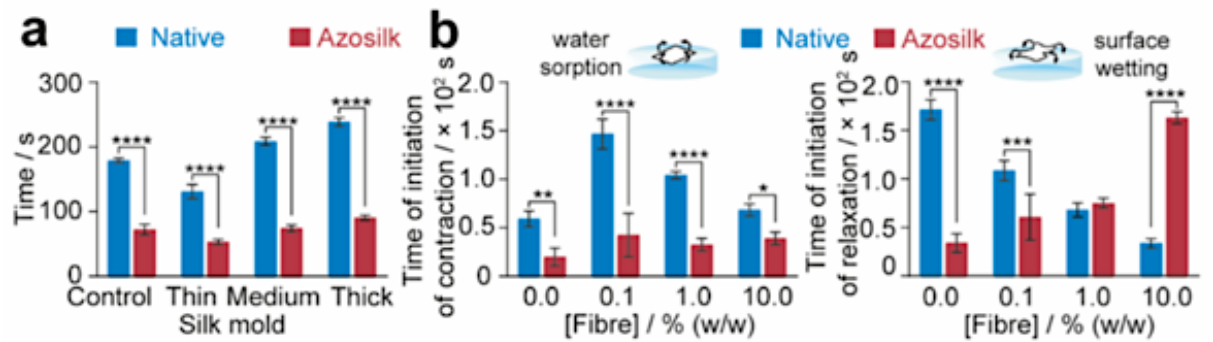 a
Native
Azosilk
Time / s
300
200
100
0
****
****
****
****
Control Thin Medium Thick
Silk mold
b
water
sorption
Native
Azosilk
surface
wetting
Time of initiation
of contraction / × 10² s
2.0
1.5
1.0
0.5
0
**
****
****
*
0.0 0.1 1.0 10.0
[Fibre] / % (w/w)
Time of initiation
of relaxation / × 10² s
2.0
1.5
1.0
0.5
0
****
***
****
0.0 0.1 1.0 10.0
[Fibre] / % (w/w)